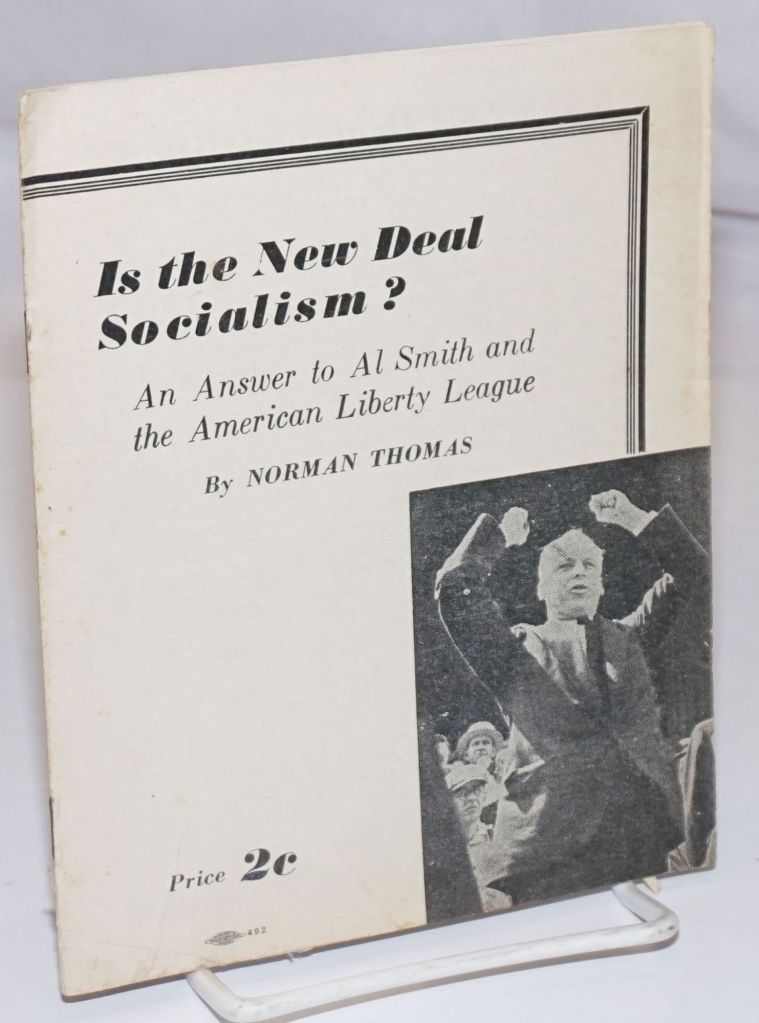 Is the New Deal
Socialism?
An Answer to Al Smith and
the American Liberty League
By NORMAN THOMAS
Price 2c
492